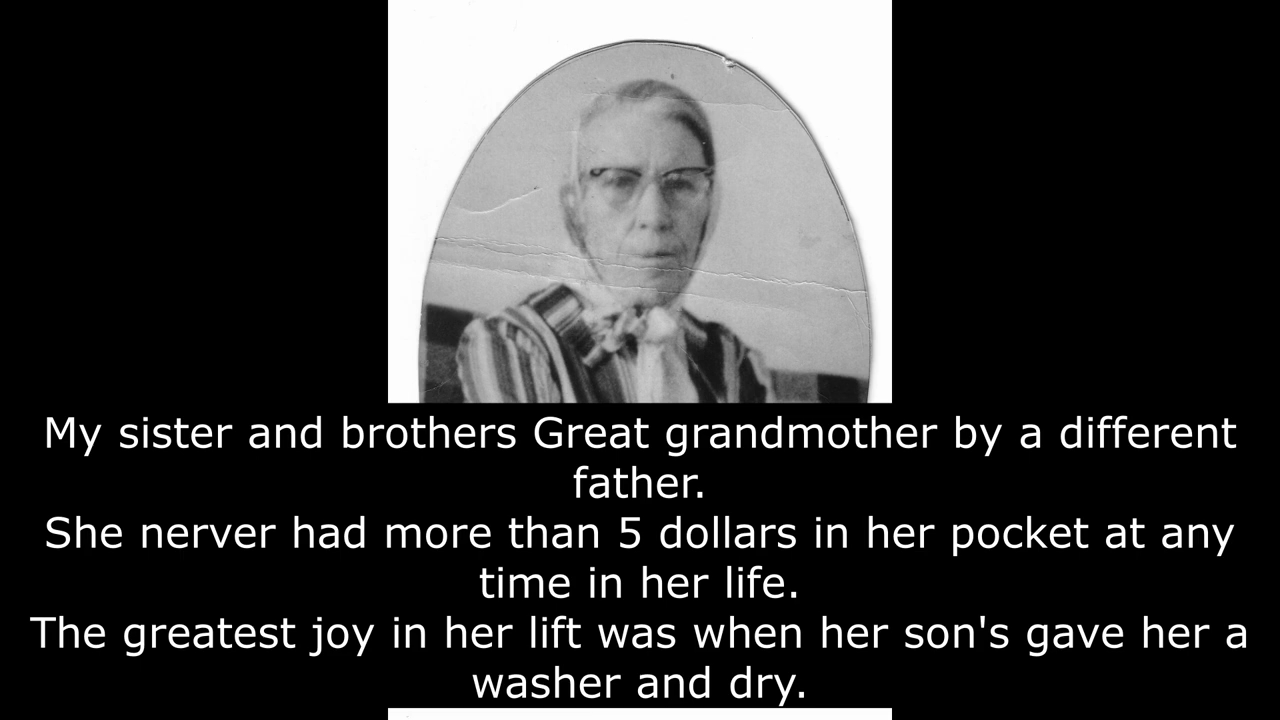 My sister and brothers Great grandmother by a different
father.
She nerver had more than 5 dollars in her pocket at any
time in her life.
The greatest joy in her lift was when her son's gave her a
washer and dry.